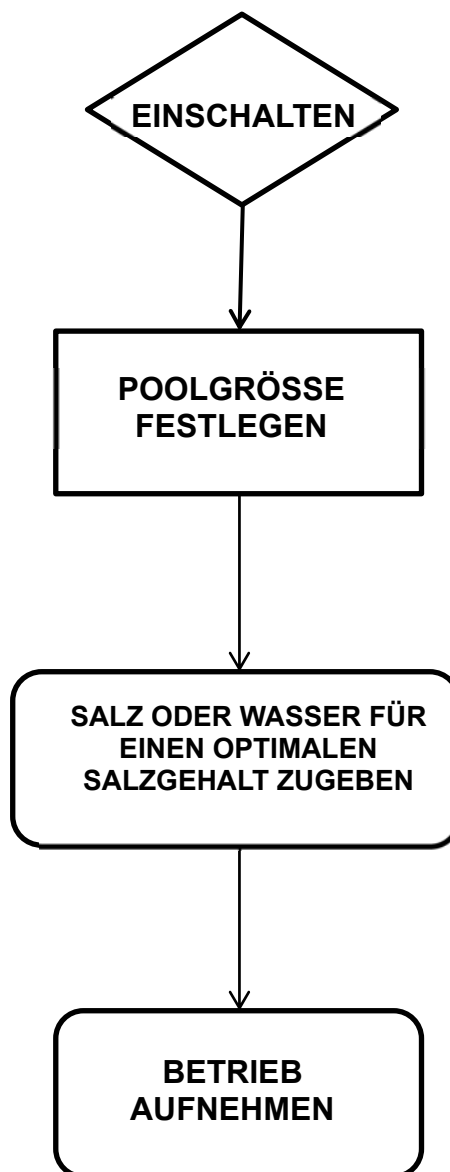 EINSCHALTEN
POOLGRÖSSE
FESTLEGEN
SALZ ODER WASSER FÜR
EINEN OPTIMALEN
SALZGEHALT ZUGEBEN
BETRIEB
AUFNEHMEN